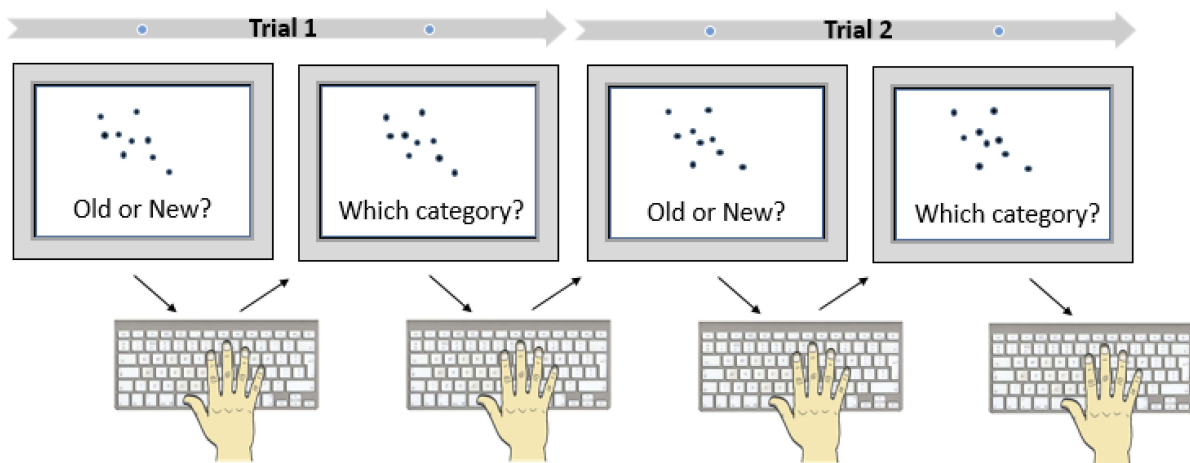 Trial 1
Trial 2
Old or New?
Which category?
Old or New?
Which category?